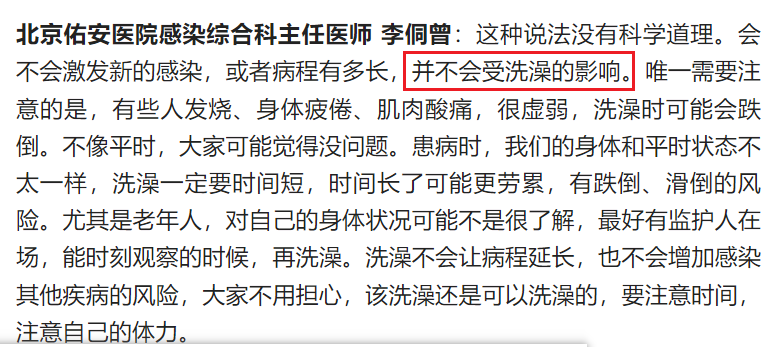 北京佑安医院感染综合科主任医师 李侗曾：这种说法没有科学道理。会
不会激发新的感染，或者病程有多长，并不会受洗澡的影响。唯一需要注
意的是，有些人发烧、身体疲倦、肌肉酸痛，很虚弱，洗澡时可能会跌
倒。不像平时，大家可能觉得没问题。患病时，我们的身体和平时状态不
太一样，洗澡一定要时间短，时间长了可能更劳累，有跌倒、滑倒的风
险。尤其是老年人，对自己的身体状况可能不是很了解，最好有监护人在
场，能时刻观察的时候，再洗澡。洗澡不会让病程延长，也不会增加感染
其他疾病的风险，大家不用担心，该洗澡还是可以洗澡的，要注意时间，
注意自己的体力。